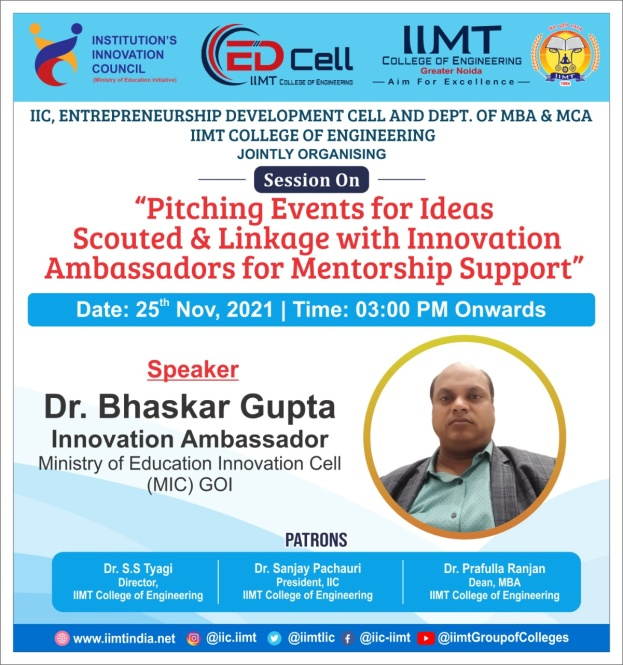 INSTITUTION'S
INNOVATION
COUNCIL
(Ministry of Education Initiative)
ED Cell
IIMT COLLEGE OF ENGINEERING
IIMT
COLLEGE OF ENGINEERING
Greater Noida
Aim For Excellence
IIMT
IIC, ENTREPRENEURSHIP DEVELOPMENT CELL AND DEPT. OF MBA & MCA
IIMT COLLEGE OF ENGINEERING
JOINTLY ORGANISING
Session On
“Pitching Events for Ideas
Scouted & Linkage with Innovation
Ambassadors for Mentorship Support”
Date: 25th Nov, 2021 | Time: 03:00 PM Onwards
Speaker
Dr. Bhaskar Gupta
Innovation Ambassador
Ministry of Education Innovation Cell
(MIC) GOI
PATRONS
Dr. S.S Tyagi
Director,
IIMT College of Engineering
Dr. Sanjay Pachauri
President, IIC
IIMT College of Engineering
Dr. Prafulla Ranjan
Dean, MBA
IIMT College of Engineering
www.iimtindia.net @iic.iimt @iimtIic @iic-iimt @iimtGroupofColleges